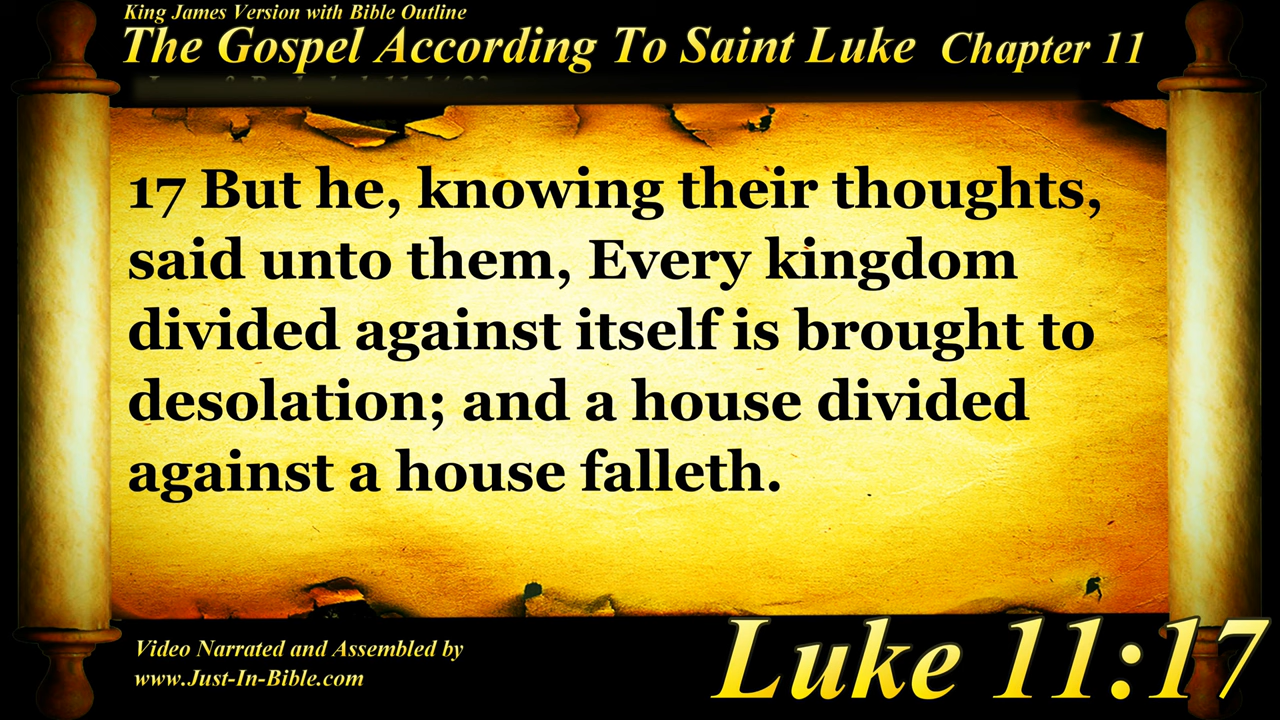 King James Version with Bible Outline
The Gospel According To Saint Luke Chapter 11
17 But he, knowing their thoughts,
said unto them, Every kingdom
divided against itself is brought to
desolation; and a house divided
against a house falleth.
Video Narrated and Assembled by
www.Just-In-Bible.com
Luke 11:17